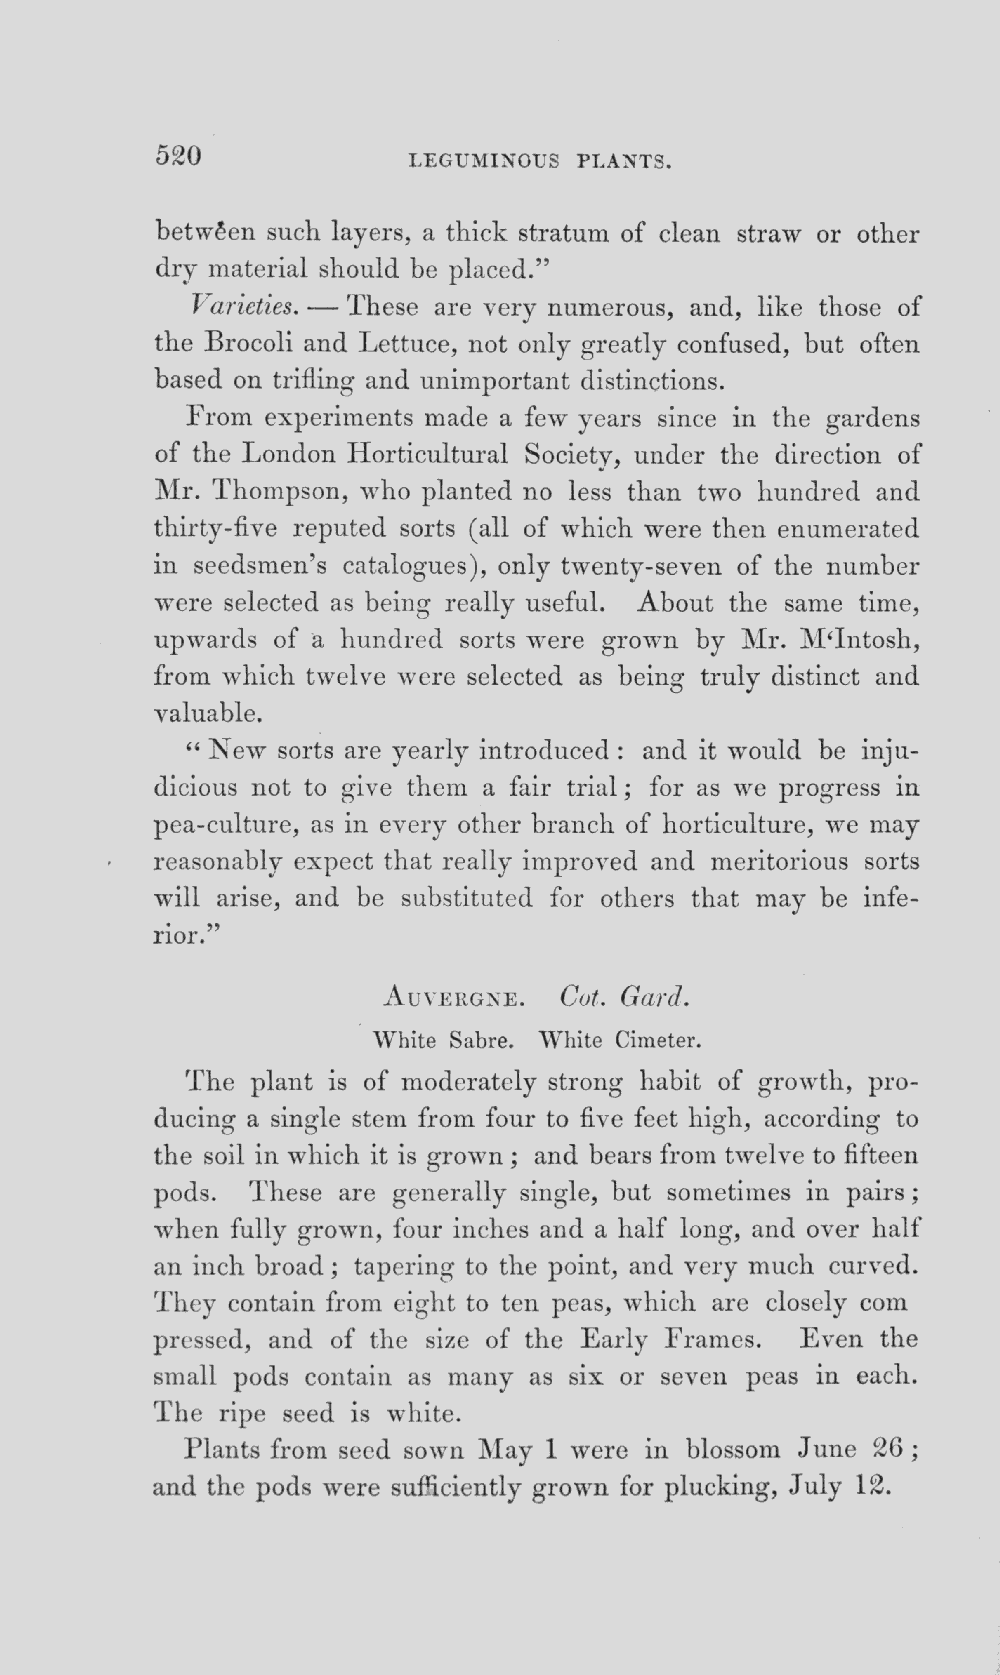 520 LEGUMINOUS PLANTS.
between such layers, a thick stratum of clean straw or other
dry material should be placed.”
Varieties. — These are very numerous, and, like those of
the Brocoli and Lettuce, not only greatly confused, but often
based on trifling and unimportant distinctions.
From experiments made a few years since in the gardens
of the London Horticultural Society, under the direction of
Mr. Thompson, who planted no less than two hundred and
thirty-five reputed sorts (all of which were then enumerated
in seedsmen’s catalogues), only twenty-seven of the number
were selected as being really useful. About the same time,
upwards of a hundred sorts were grown by Mr. M‘Intosh,
from which twelve were selected as being truly distinct and
valuable.
“ New sorts are yearly introduced : and it would be inju-
dicious not to give them a fair trial ; for as we progress in
pea-culture, as in every other branch of horticulture, we may
reasonably expect that really improved and meritorious sorts
will arise, and be substituted for others that may be infe-
rior.”
AUVERGNE. Cot. Gard.
White Sabre. White Cimeter.
The plant is of moderately strong habit of growth, pro-
ducing a single stem from four to five feet high, according to
the soil in which it is grown ; and bears from twelve to fifteen
pods. These are generally single, but sometimes in pairs ;
when fully grown, four inches and a half long, and over half
an inch broad ; tapering to the point, and very much curved.
They contain from eight to ten peas, which are closely com
pressed, and of the size of the Early Frames. Even the
small pods contain as many as six or seven peas in each.
The ripe seed is white.
Plants from seed sown May 1 were in blossom June 26 ;
and the pods were sufficiently grown for plucking, July 12.